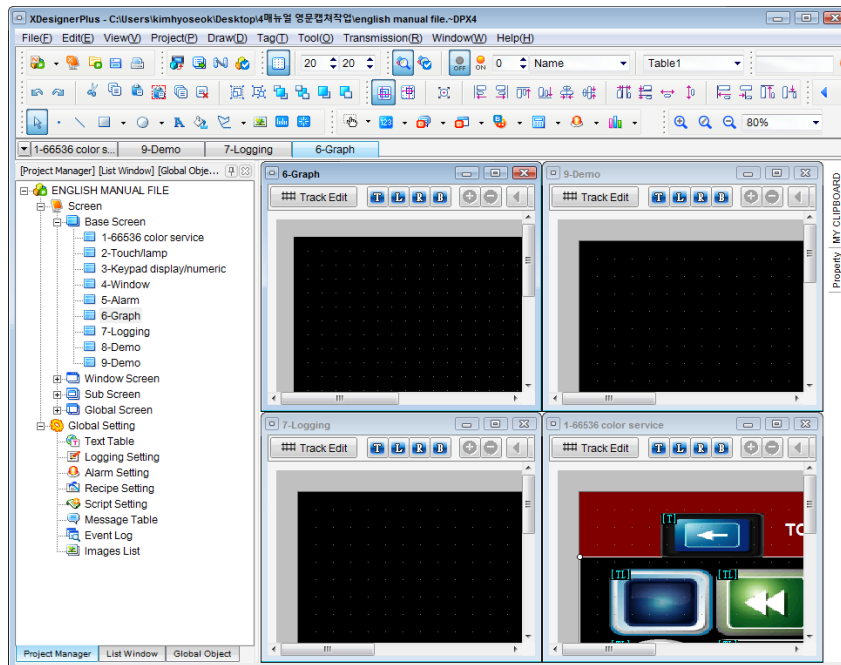 XDesignerPlus - C:\Users\kimhyoseok\Desktop\4매뉴얼 영문캡쳐작업\english manual file.~DPX4
File(F) Edit(E) View(V) Project(P) Draw(D) Tag(T) Tool(O) Transmission(R) Window(W) Help(H)
20 20 OFF ON 0 Name Table1
A 123 80%
1-66536 color s... 9-Demo 7-Logging 6-Graph
[Project Manager] [List Window] [Global Obje...
ENGLISH MANUAL FILE
Screen
Base Screen
1-66536 color service
2-Touch/lamp
3-Keypad display/numeric
4-Window
5-Alarm
6-Graph
7-Logging
8-Demo
9-Demo
Window Screen
Sub Screen
Global Screen
Global Setting
Text Table
Logging Setting
Alarm Setting
Recipe Setting
Script Setting
Message Table
Event Log
Images List
Project Manager List Window Global Object
6-Graph
Track Edit T L R B
9-Demo
Track Edit T L R B
7-Logging
Track Edit T L R B
1-66536 color service
Track Edit T L R B
[T]
TO
[TL] [TL]
MY CLIPBOARD
Property